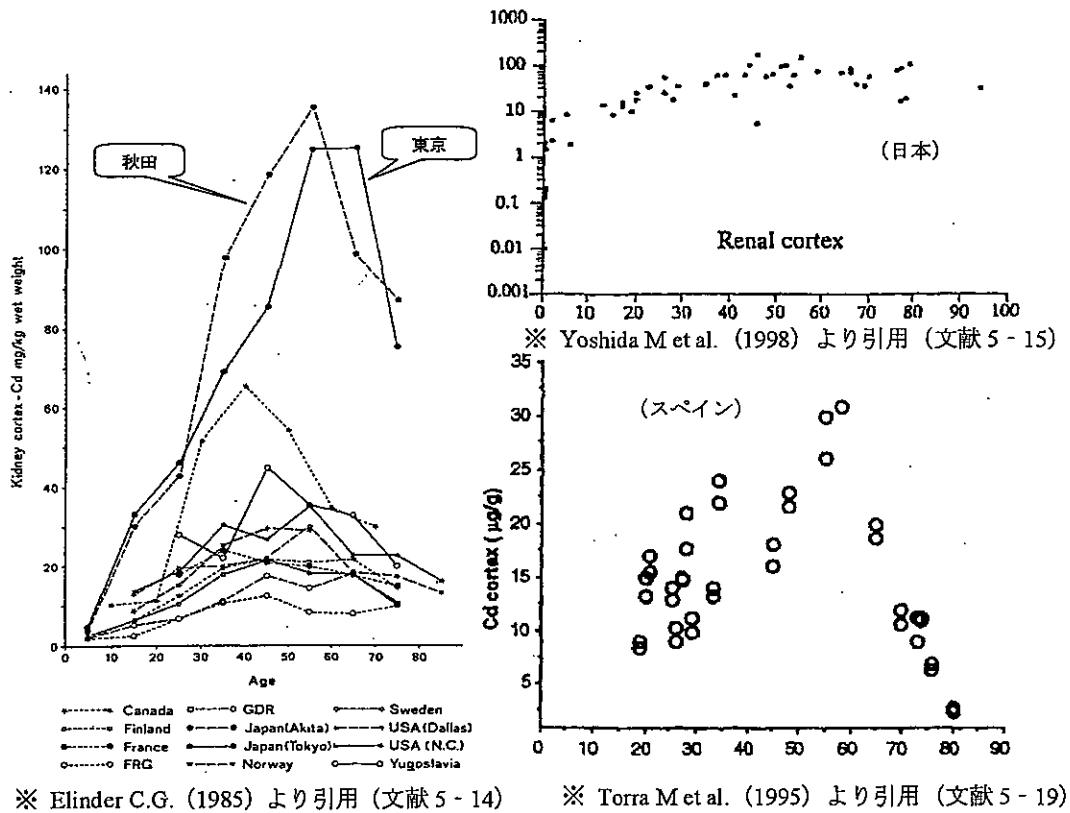 140
120
100
80
60
40
20
0
Kidney cortex - Cd mg/kg wet weight
秋田
東京
0 10 20 30 40 50 60 70 80
Age
Canada GDR Sweden
Finland Japan(Akita) USA(Dallas)
France Japan(Tokyo) USA(N.C.)
FRG Norway Yugoslavia
※ Elinder C.G. (1985) より引用 (文献 5 - 14)
1000
100
10
1
0.1
0.01
0.001
(日本)
Renal cortex
0 10 20 30 40 50 60 70 80 90 100
※ Yoshida M et al. (1998) より引用 (文献 5 - 15)
35
30
25
20
15
10
5
Cd cortex (μg/g)
(スペイン)
0 10 20 30 40 50 60 70 80 90 100
※ Torra M et al. (1995) より引用 (文献 5 - 19)